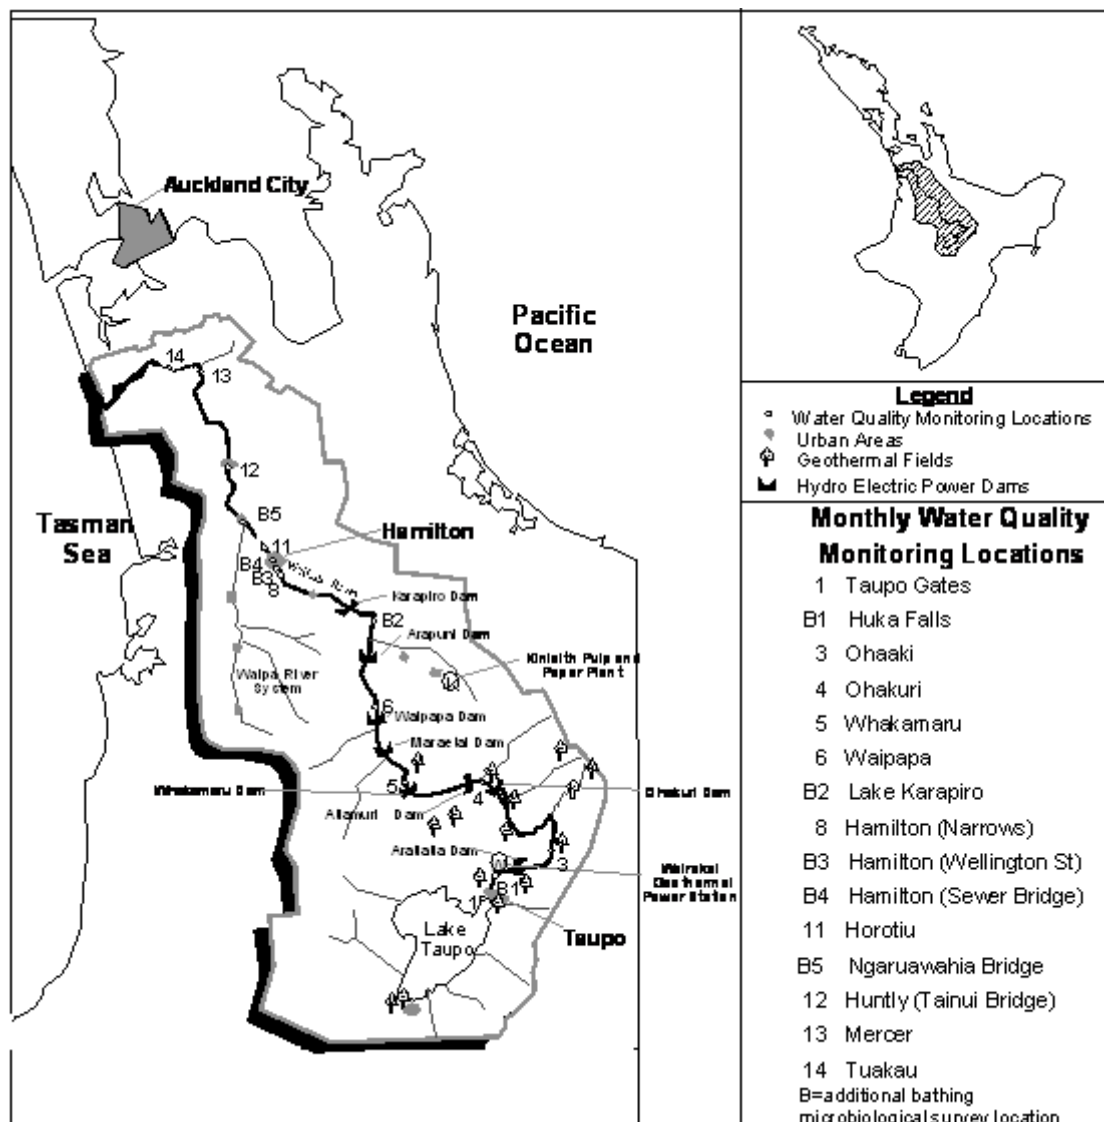 Auckland City
Pacific
Ocean
14
13
12
B5
Tasman
Sea
Hamilton
11
B4
B3
8
Karapiro Dam
B2
Arapuni Dam
Kinleith Pulp and
Paper Plant
Waipa River
System
6
Waipapa Dam
Maraetai Dam
Whakamaru Dam
5
4
Ohakuri Dam
Dam
Aratiatia Dam
3
Wairakei
Geothermal
Power Station
B1
1
Lake
Taupo
Taupo
Legend
Water Quality Monitoring Locations
Urban Areas
Geothermal Fields
Hydro Electric Power Dams
Monthly Water Quality
Monitoring Locations
1 Taupo Gates
B1 Huka Falls
3 Ohaaki
4 Ohakuri
5 Whakamaru
6 Waipapa
B2 Lake Karapiro
8 Hamilton (Narrows)
B3 Hamilton (Wellington St)
B4 Hamilton (Sewer Bridge)
11 Horotiu
B5 Ngaruawahia Bridge
12 Huntly (Tainui Bridge)
13 Mercer
14 Tuakau
B=additional bathing
microbiological survey location